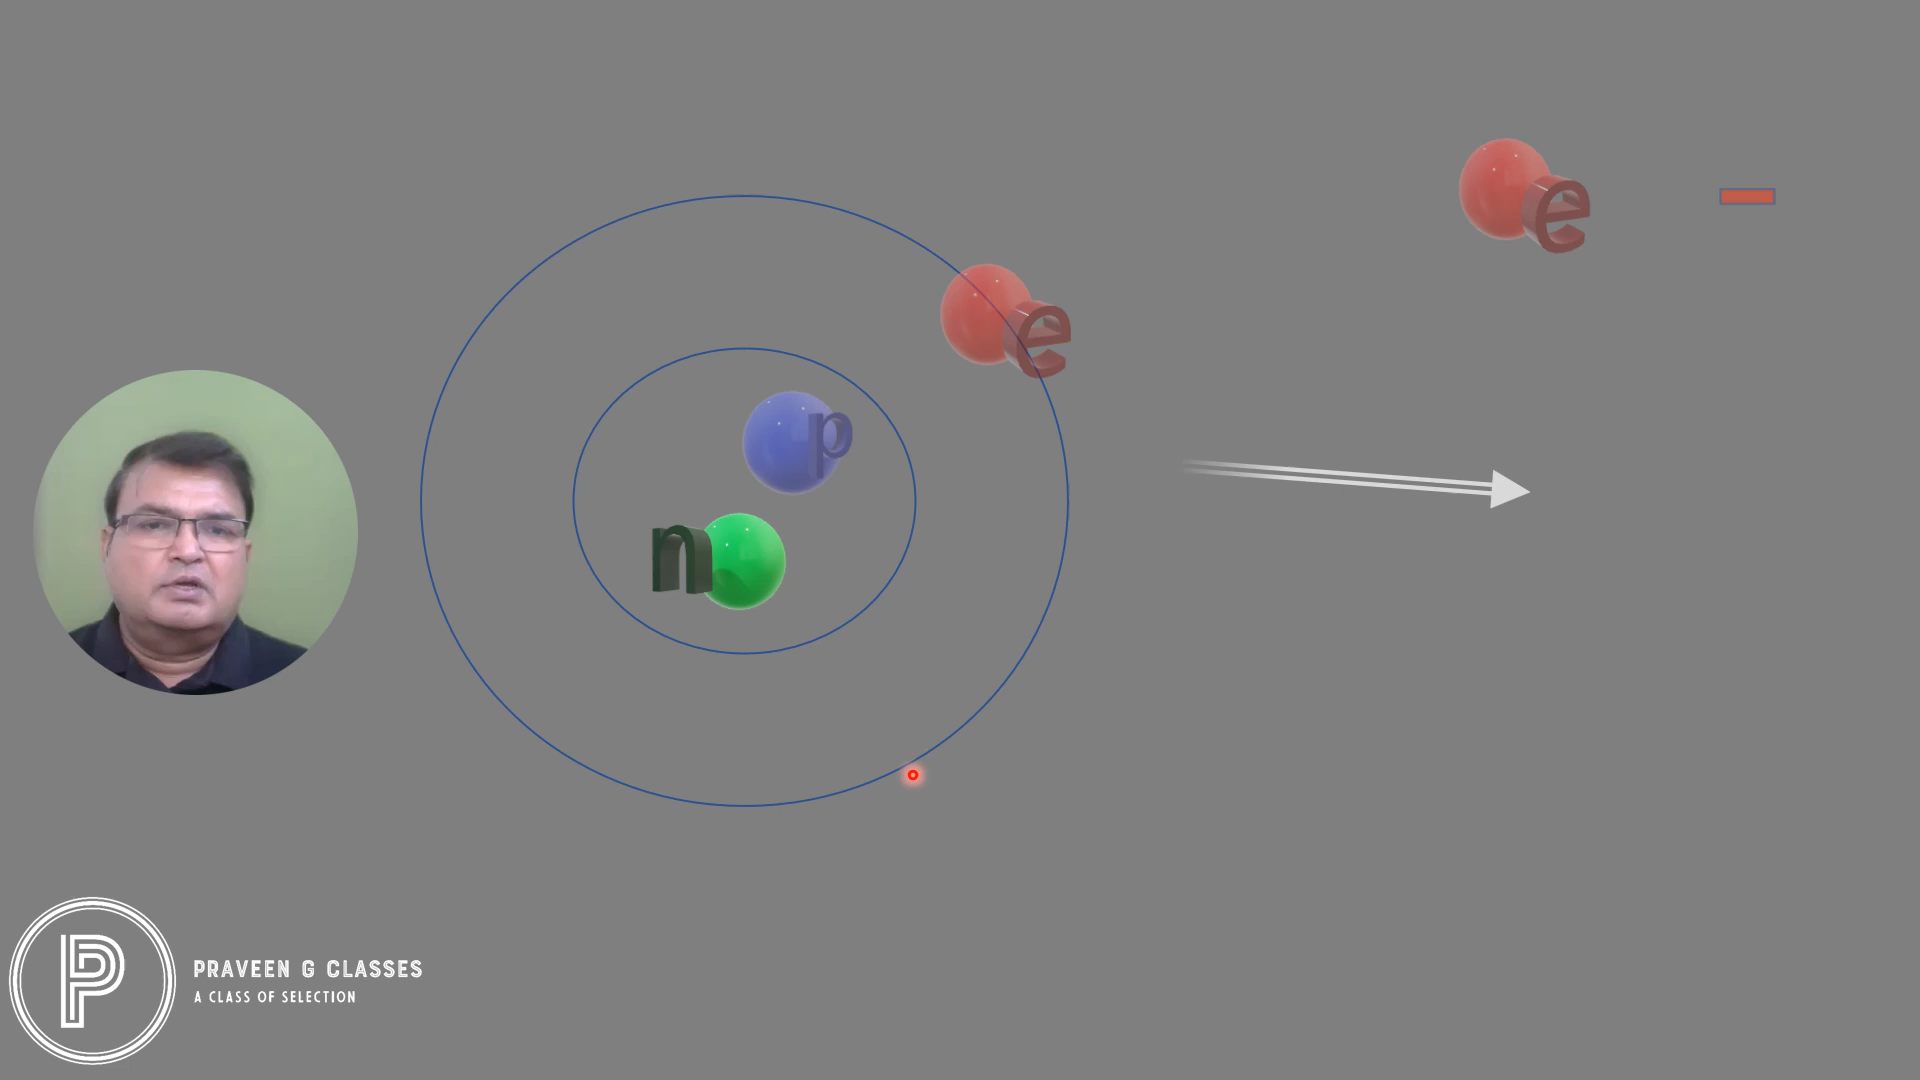 e
e
p
n
P
PRAVEEN G CLASSES
A CLASS OF SELECTION